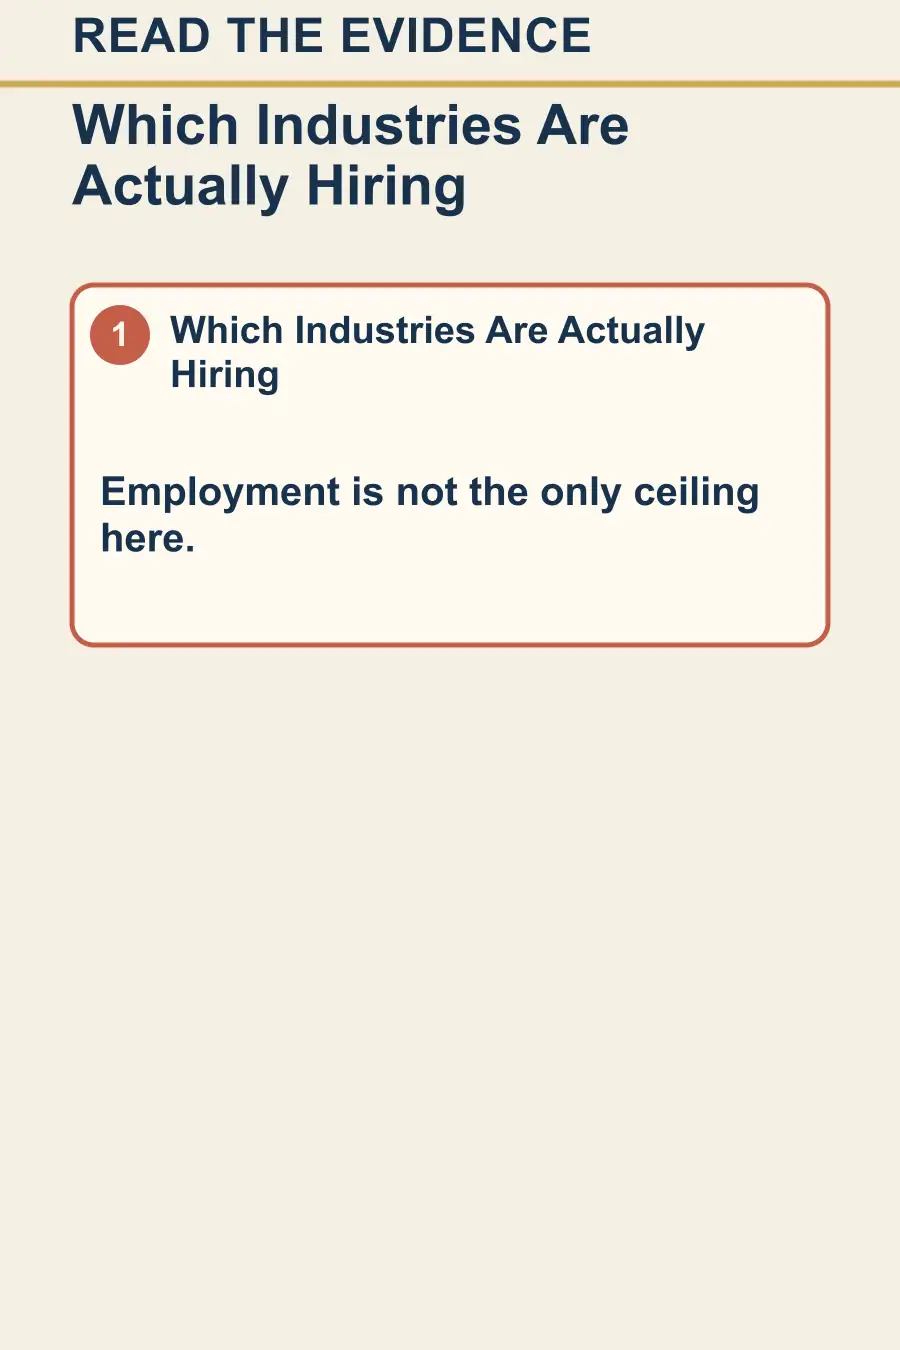 READ THE EVIDENCE
Which Industries Are
Actually Hiring
1
Which Industries Are Actually
Hiring
Employment is not the only ceiling
here.